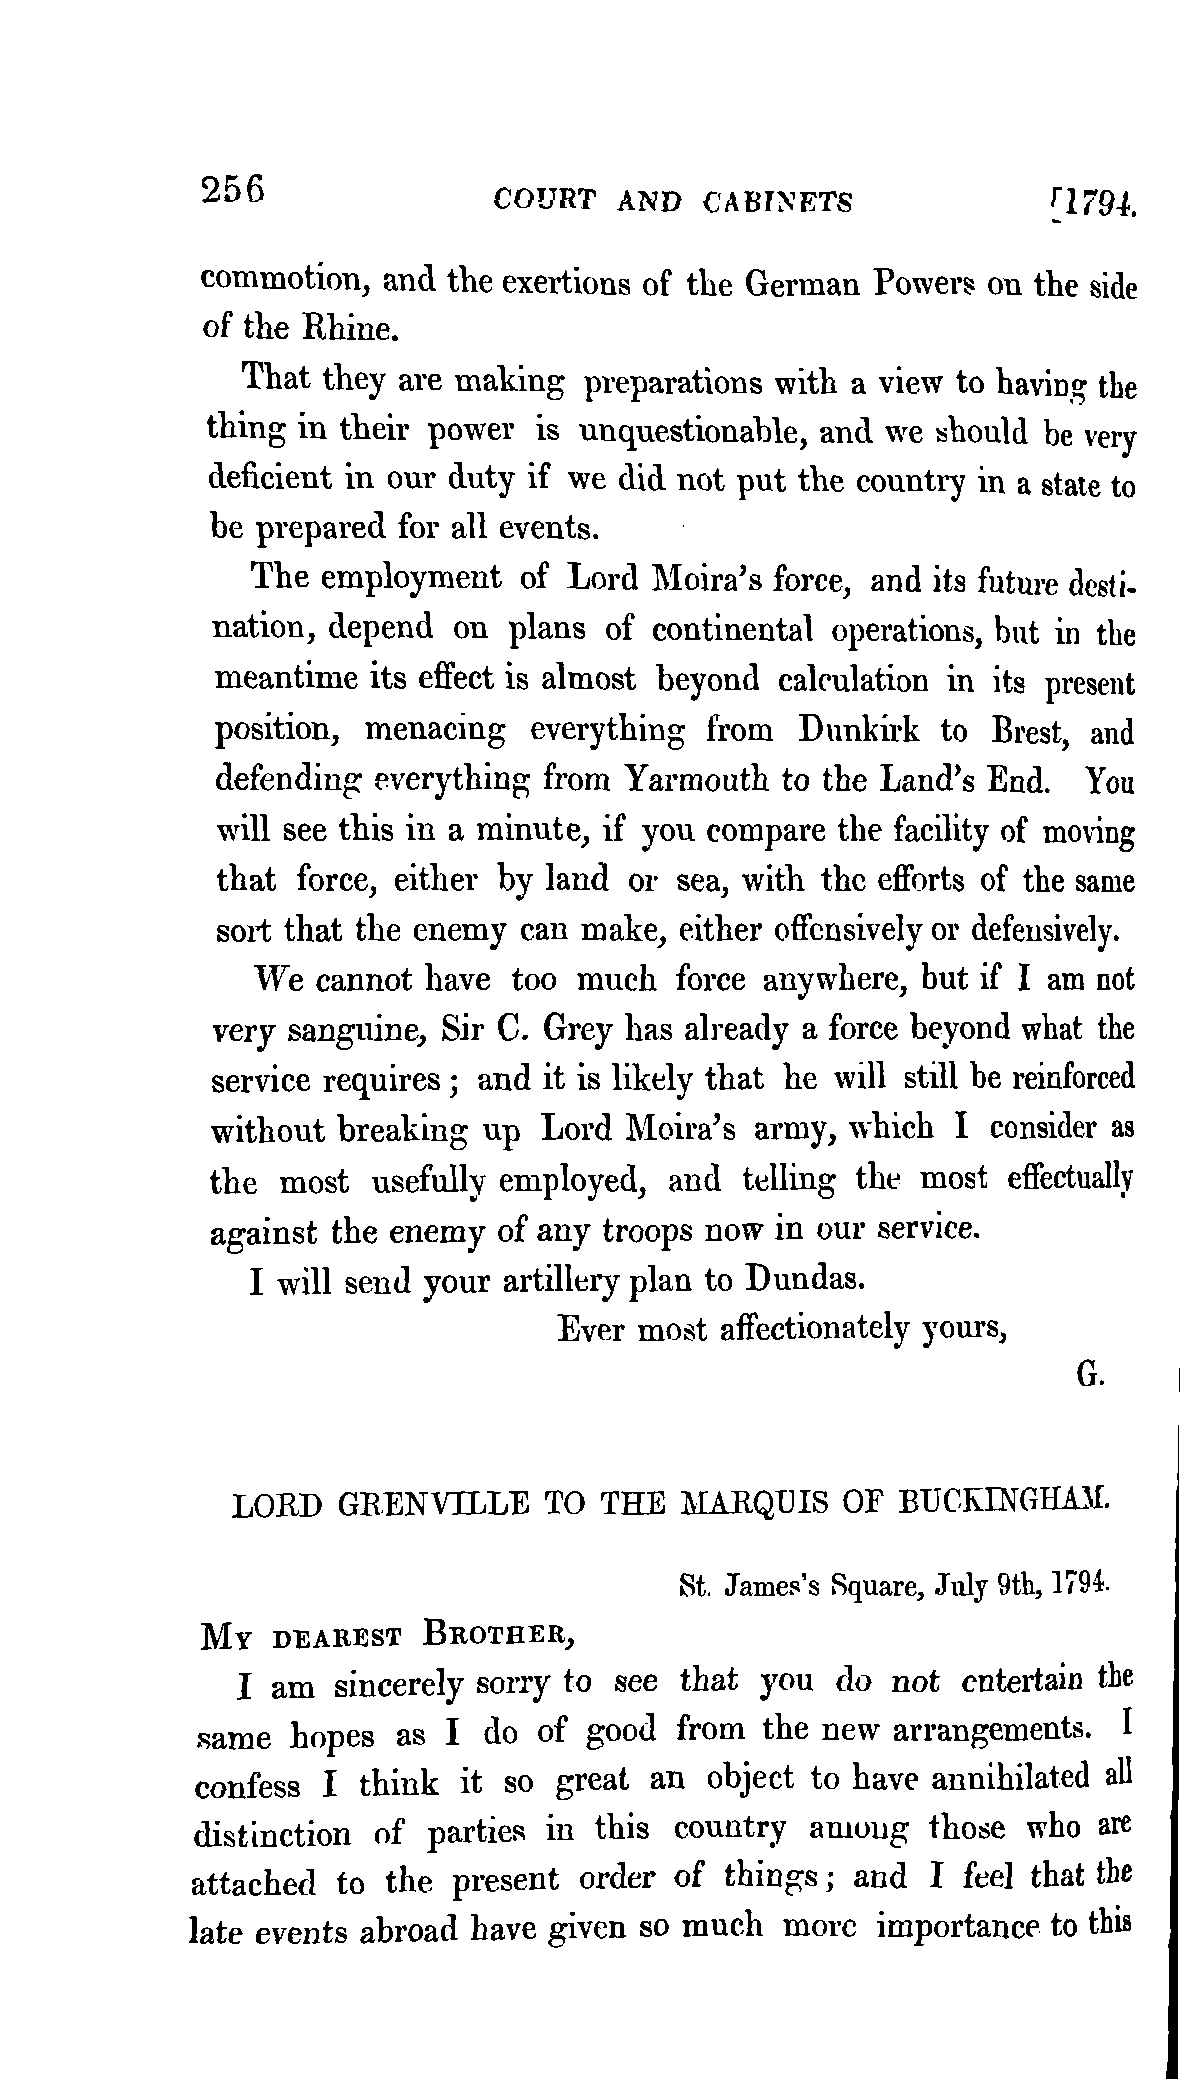 256 COURT AND CABINETS [1794.
commotion, and the exertions of the German Powers on the side
of the Rhine.
That they are making preparations with a view to having the
thing in their power is unquestionable, and we should be very
deficient in our duty if we did not put the country in a state to
be prepared for all events.
The employment of Lord Moira's force, and its future desti-
nation, depend on plans of continental operations, but in the
meantime its effect is almost beyond calculation in its present
position, menacing everything from Dunkirk to Brest, and
defending everything from Yarmouth to the Land's End. You
will see this in a minute, if you compare the facility of moving
that force, either by land or sea, with the efforts of the same
sort that the enemy can make, either offensively or defensively.
We cannot have too much force anywhere, but if I am not
very sanguine, Sir C. Grey has already a force beyond what the
service requires; and it is likely that he will still be reinforced
without breaking up Lord Moira's army, which I consider as
the most usefully employed, and telling the most effectually
against the enemy of any troops now in our service.
I will send your artillery plan to Dundas.
Ever most affectionately yours,
G.
LORD GRENVILLE TO THE MARQUIS OF BUCKINGHAM.
St. James's Square, July 9th, 1794.
MY DEAREST BROTHER,
I am sincerely sorry to see that you do not entertain the
same hopes as I do of good from the new arrangements. I
confess I think it so great an object to have annihilated all
distinction of parties in this country among those who are
attached to the present order of things; and I feel that the
late events abroad have given so much more importance to this